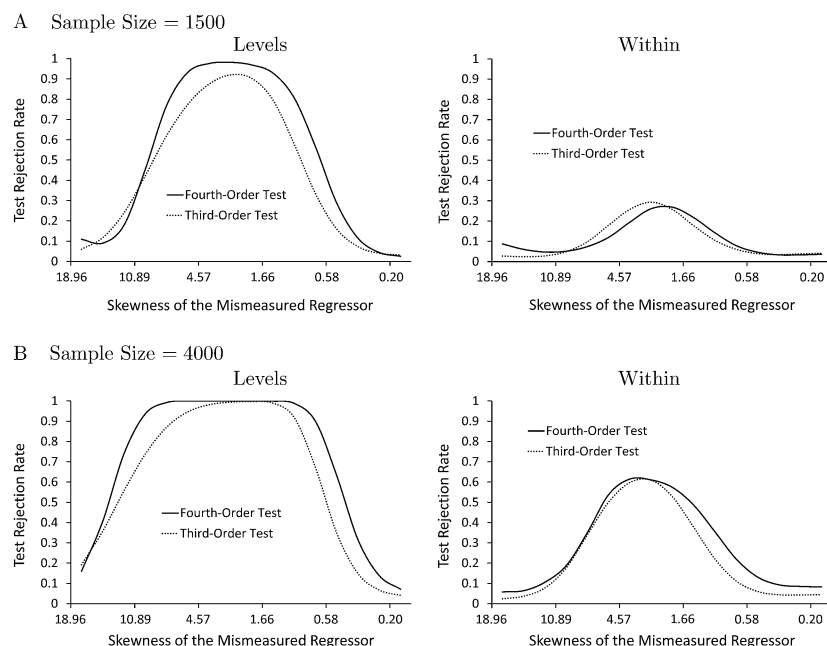 A Sample Size = 1500
Levels
1
0.9
0.8
0.7
0.6
0.5
0.4
0.3
0.2
0.1
0
Test Rejection Rate
Fourth-Order Test
Third-Order Test
18.96 10.89 4.57 1.66 0.58 0.20
Skewness of the Mismeasured Regressor
Within
1
0.9
0.8
0.7
0.6
0.5
0.4
0.3
0.2
0.1
0
Test Rejection Rate
Fourth-Order Test
Third-Order Test
18.96 10.89 4.57 1.66 0.58 0.20
Skewness of the Mismeasured Regressor
B Sample Size = 4000
Levels
1
0.9
0.8
0.7
0.6
0.5
0.4
0.3
0.2
0.1
0
Test Rejection Rate
Fourth-Order Test
Third-Order Test
18.96 10.89 4.57 1.66 0.58 0.20
Skewness of the Mismeasured Regressor
Within
1
0.9
0.8
0.7
0.6
0.5
0.4
0.3
0.2
0.1
0
Test Rejection Rate
Fourth-Order Test
Third-Order Test
18.96 10.89 4.57 1.66 0.58 0.20
Skewness of the Mismeasured Regressor